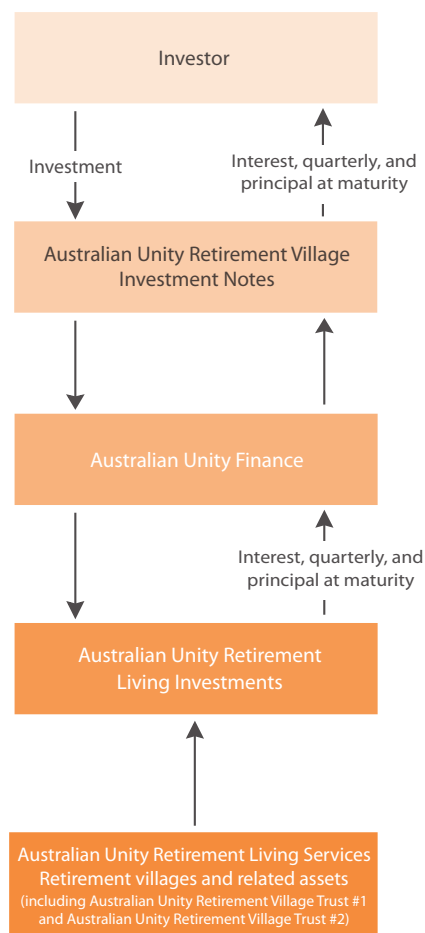 Investor
Investment
Interest, quarterly, and
principal at maturity
Australian Unity Retirement Village
Investment Notes
Australian Unity Finance
Interest, quarterly, and
principal at maturity
Australian Unity Retirement
Living Investments
Australian Unity Retirement Living Services
Retirement villages and related assets
(including Australian Unity Retirement Village Trust #1
and Australian Unity Retirement Village Trust #2)